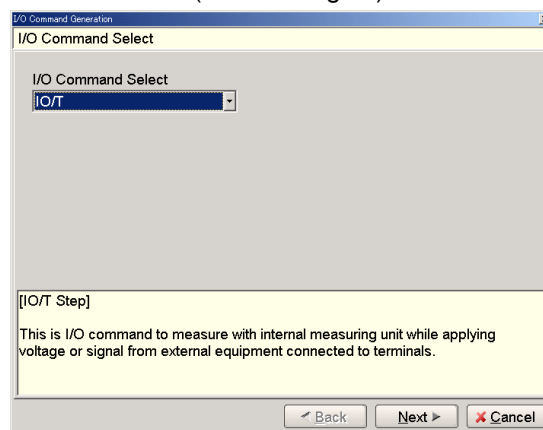 I/O Command Generation
I/O Command Select
I/O Command Select
IO/T
[IO/T Step]
This is I/O command to measure with internal measuring unit while applying
voltage or signal from external equipment connected to terminals.
Back
Next
Cancel